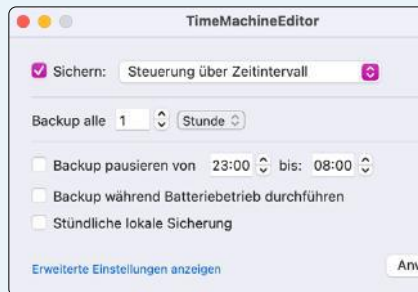 TimeMachineEditor
Sichern: Steuerung über Zeitintervall
Backup alle 1 Stunde
Backup pausieren von 23:00 bis: 08:00
Backup während Batteriebetrieb durchführen
Stündliche lokale Sicherung
Erweiterte Einstellungen anzeigen